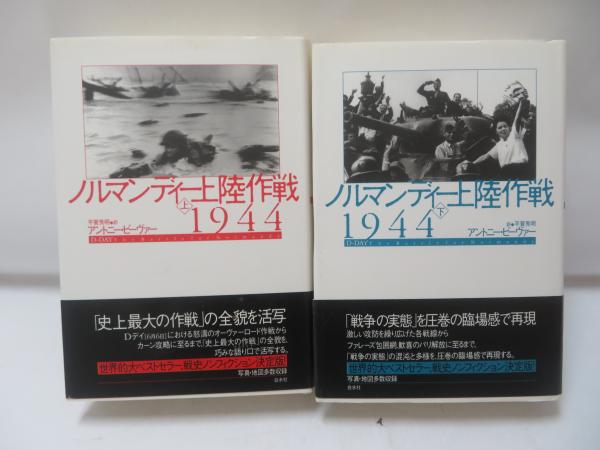 ノルマンディー上陸作戦
上
1944
平賀秀明◆訳
アントニー・ビーヴァー
D-DAY: the Battle for Normandy
「史上最大の作戦」の全貌を活写
Dデイ(6月6日)における怒濤のオーヴァーロード作戦から
カーン攻略に至るまで、「史上最大の作戦」の全貌を、
巧みな語り口で活写する。
世界的大ベストセラー、戦史ノンフィクション決定版!
写真・地図多数収録
白水社
ノルマンディー上陸作戦
1944
下
訳◆平賀秀明
アントニー・ビーヴァー
D-DAY: the Battle for Normandy
「戦争の実態」を圧巻の臨場感で再現
激しい攻防を繰り広げた各戦線から
ファレーズ包囲網、歓喜のパリ解放に至るまで、
「戦争の実態」の混沌と多様を、圧巻の臨場感で再現する。
世界的大ベストセラー、戦史ノンフィクション決定版!
写真・地図多数収録
白水社